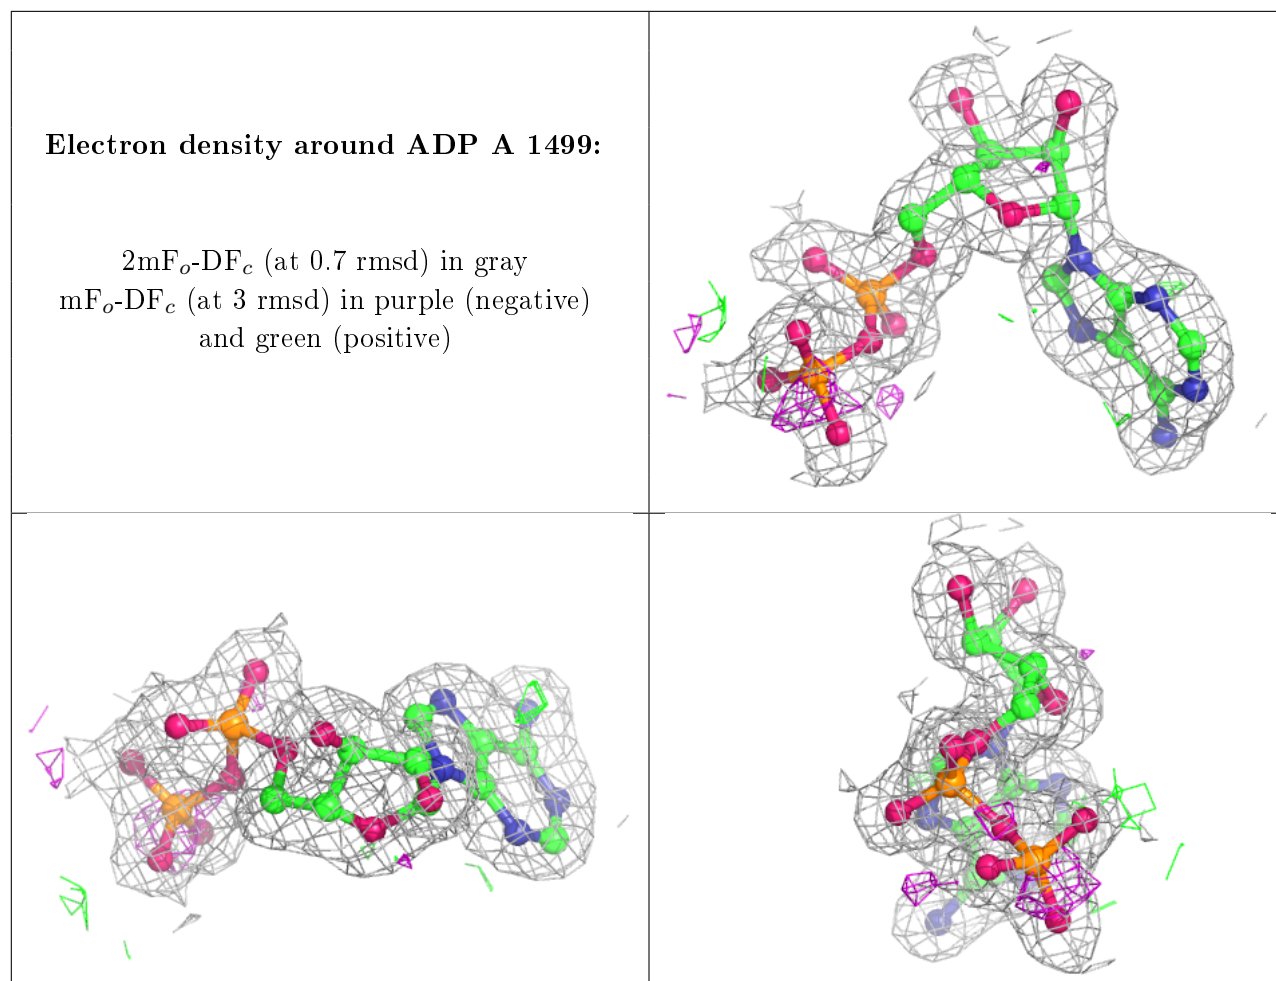 Electron density around ADP A 1499:
2mFₒ-DF𝒸 (at 0.7 rmsd) in gray
mFₒ-DF𝒸 (at 3 rmsd) in purple (negative)
and green (positive)